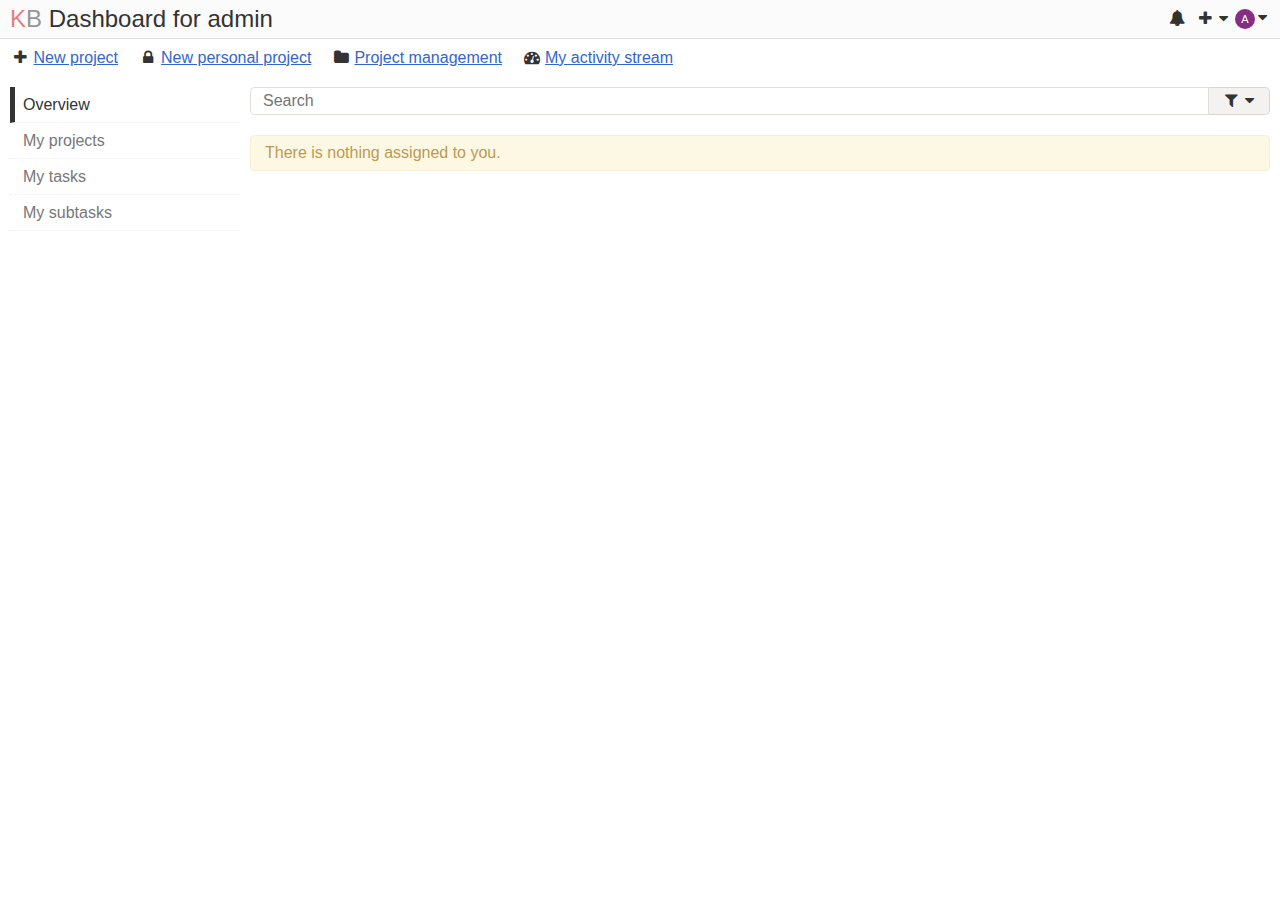 KB Dashboard for admin
A
New project New personal project Project management My activity stream
Overview
My projects
My tasks
My subtasks
Search
There is nothing assigned to you.